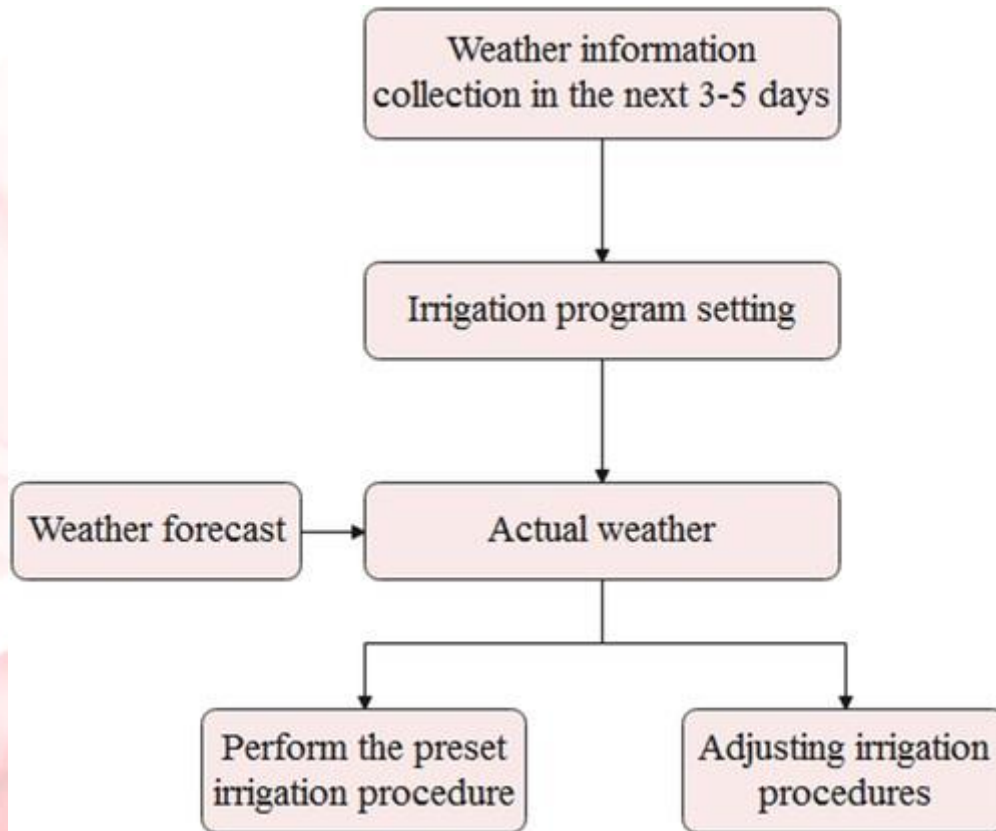 Weather information
collection in the next 3-5 days
Irrigation program setting
Weather forecast
Actual weather
Perform the preset
irrigation procedure
Adjusting irrigation
procedures